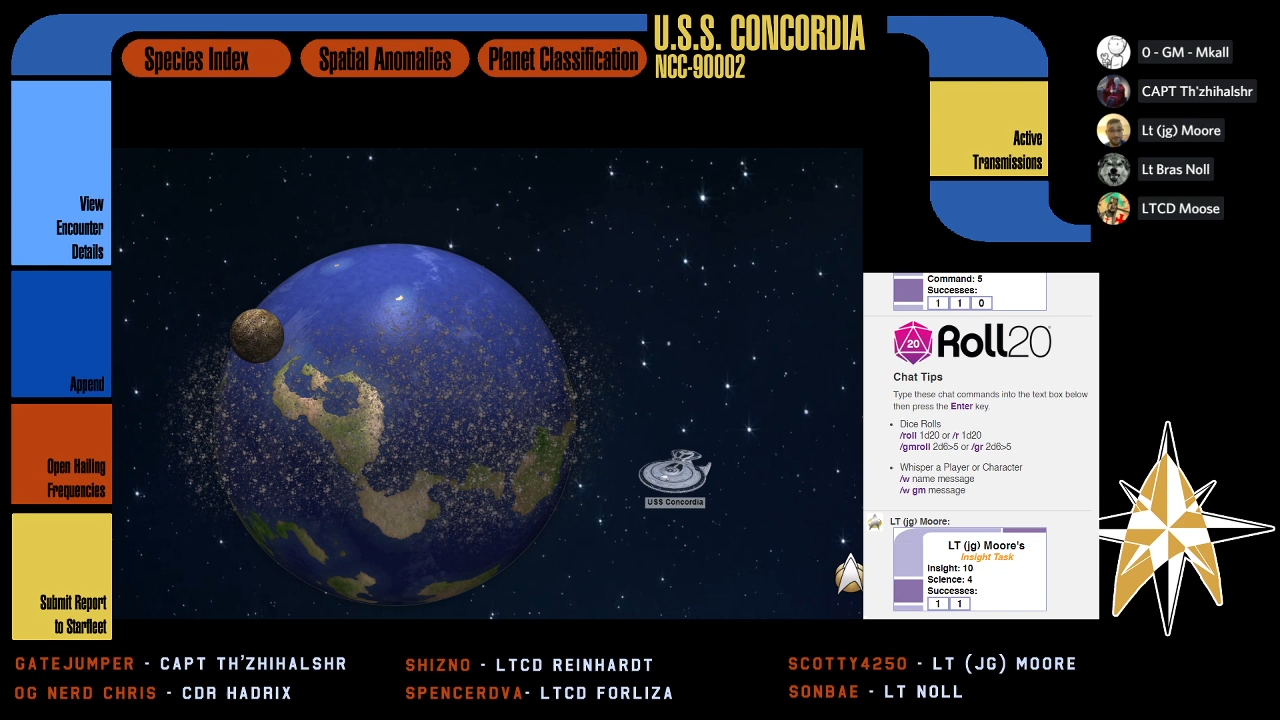 Species Index
Spatial Anomalies
Planet Classification
U.S.S. CONCORDIA
NCC-90002
View
Encounter
Details
Append
Open Hailing
Frequencies
Submit Report
to Starfleet
Active
Transmissions
0 - GM - Mkall
CAPT Th'zhihalshr
Lt (jg) Moore
Lt Bras Noll
LTCD Moose
USS Concordia
Command: 5
Successes:
1 1 0
20
Roll20
Chat Tips
Type these chat commands into the text box below
then press the Enter key.
• Dice Rolls
/roll 1d20 or /r 1d20
/gmroll 2d6>5 or /gr 2d6>5
• Whisper a Player or Character
/w name message
/w gm message
LT (jg) Moore:
LT (jg) Moore's
Insight Task
Insight: 10
Science: 4
Successes:
1 1
GATEJUMPER - CAPT TH'ZHIHALSHR
OG NERD CHRIS - CDR HADRIX
SHIZNO - LTCD REINHARDT
SPENCERDVA- LTCD FORLIZA
SCOTTY4250 - LT (JG) MOORE
SONBAE - LT NOLL